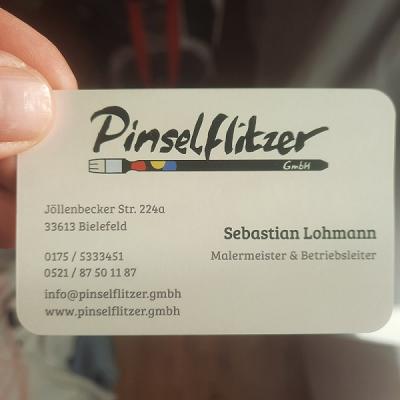 Pinselflitzer
GmbH
Jöllenbecker Str. 224a
33613 Bielefeld
0175 / 5333451
0521 / 87 50 11 87
info@pinselflitzer.gmbh
www.pinselflitzer.gmbh
Sebastian Lohmann
Malermeister & Betriebsleiter